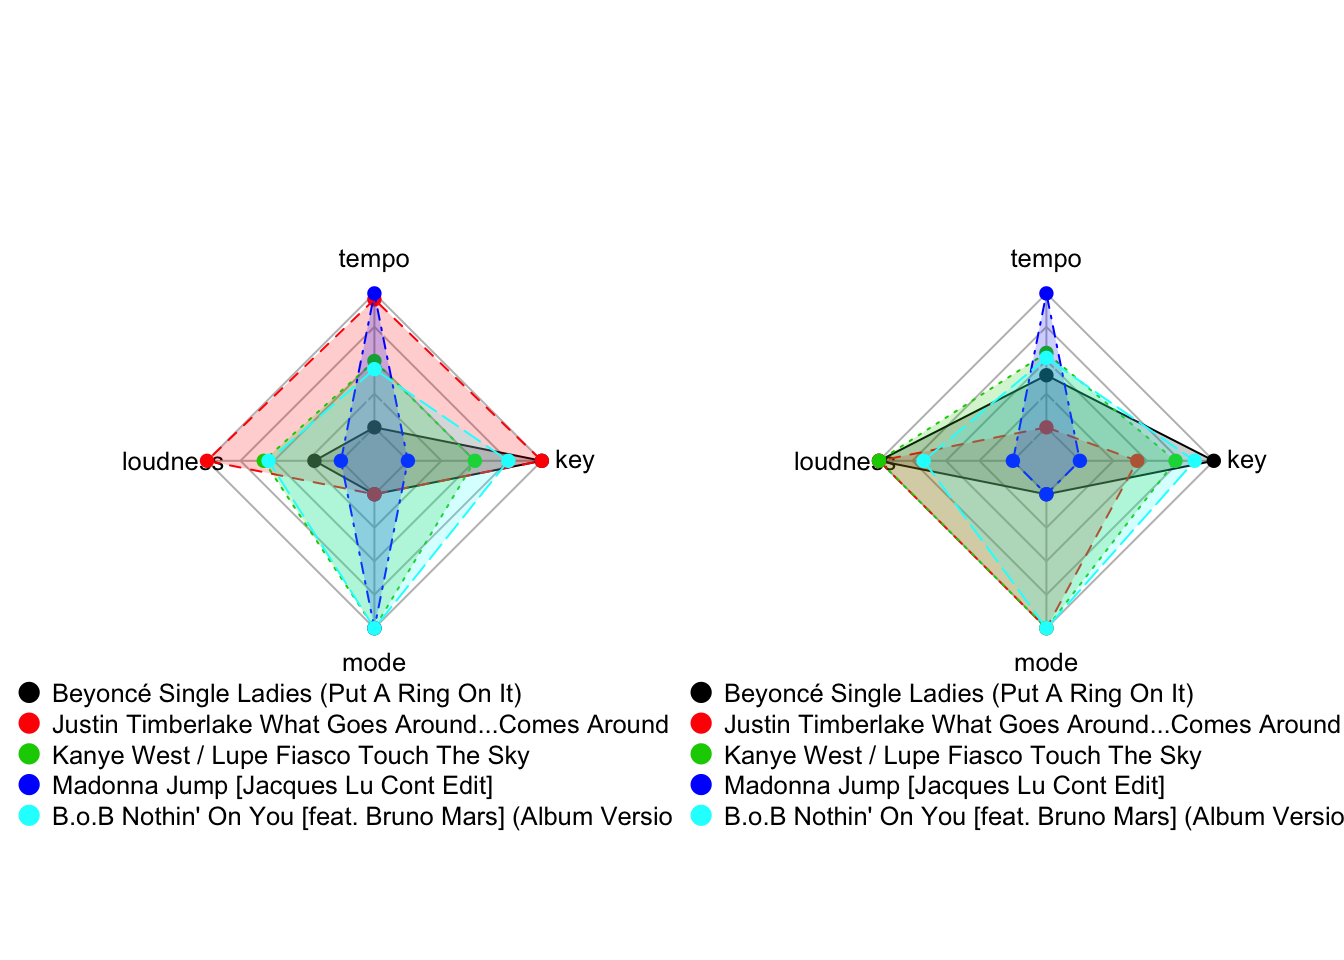 tempo
loudness
key
mode
Beyoncé Single Ladies (Put A Ring On It)
Justin Timberlake What Goes Around...Comes Around
Kanye West / Lupe Fiasco Touch The Sky
Madonna Jump [Jacques Lu Cont Edit]
B.o.B Nothin' On You [feat. Bruno Mars] (Album Versio
tempo
loudness
key
mode
Beyoncé Single Ladies (Put A Ring On It)
Justin Timberlake What Goes Around...Comes Around
Kanye West / Lupe Fiasco Touch The Sky
Madonna Jump [Jacques Lu Cont Edit]
B.o.B Nothin' On You [feat. Bruno Mars] (Album Versio